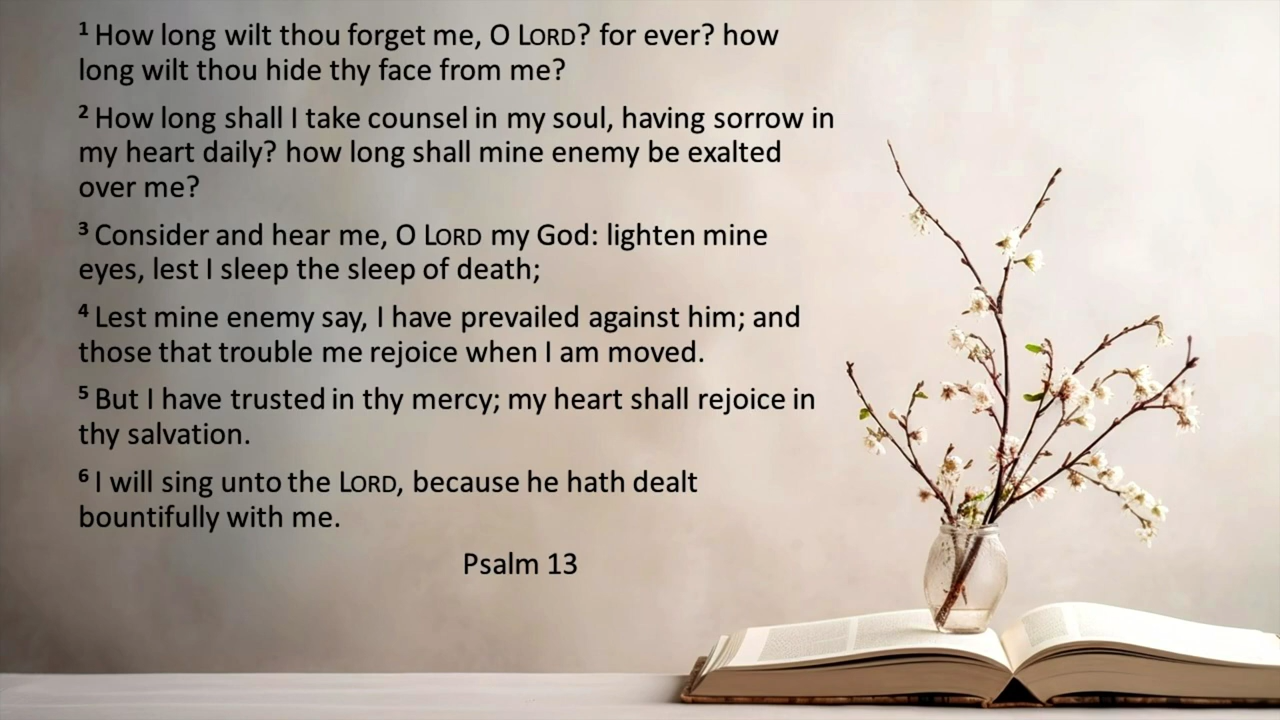 ¹ How long wilt thou forget me, O LORD? for ever? how
long wilt thou hide thy face from me?
² How long shall I take counsel in my soul, having sorrow in
my heart daily? how long shall mine enemy be exalted
over me?
³ Consider and hear me, O LORD my God: lighten mine
eyes, lest I sleep the sleep of death;
⁴ Lest mine enemy say, I have prevailed against him; and
those that trouble me rejoice when I am moved.
⁵ But I have trusted in thy mercy; my heart shall rejoice in
thy salvation.
⁶ I will sing unto the LORD, because he hath dealt
bountifully with me.
Psalm 13